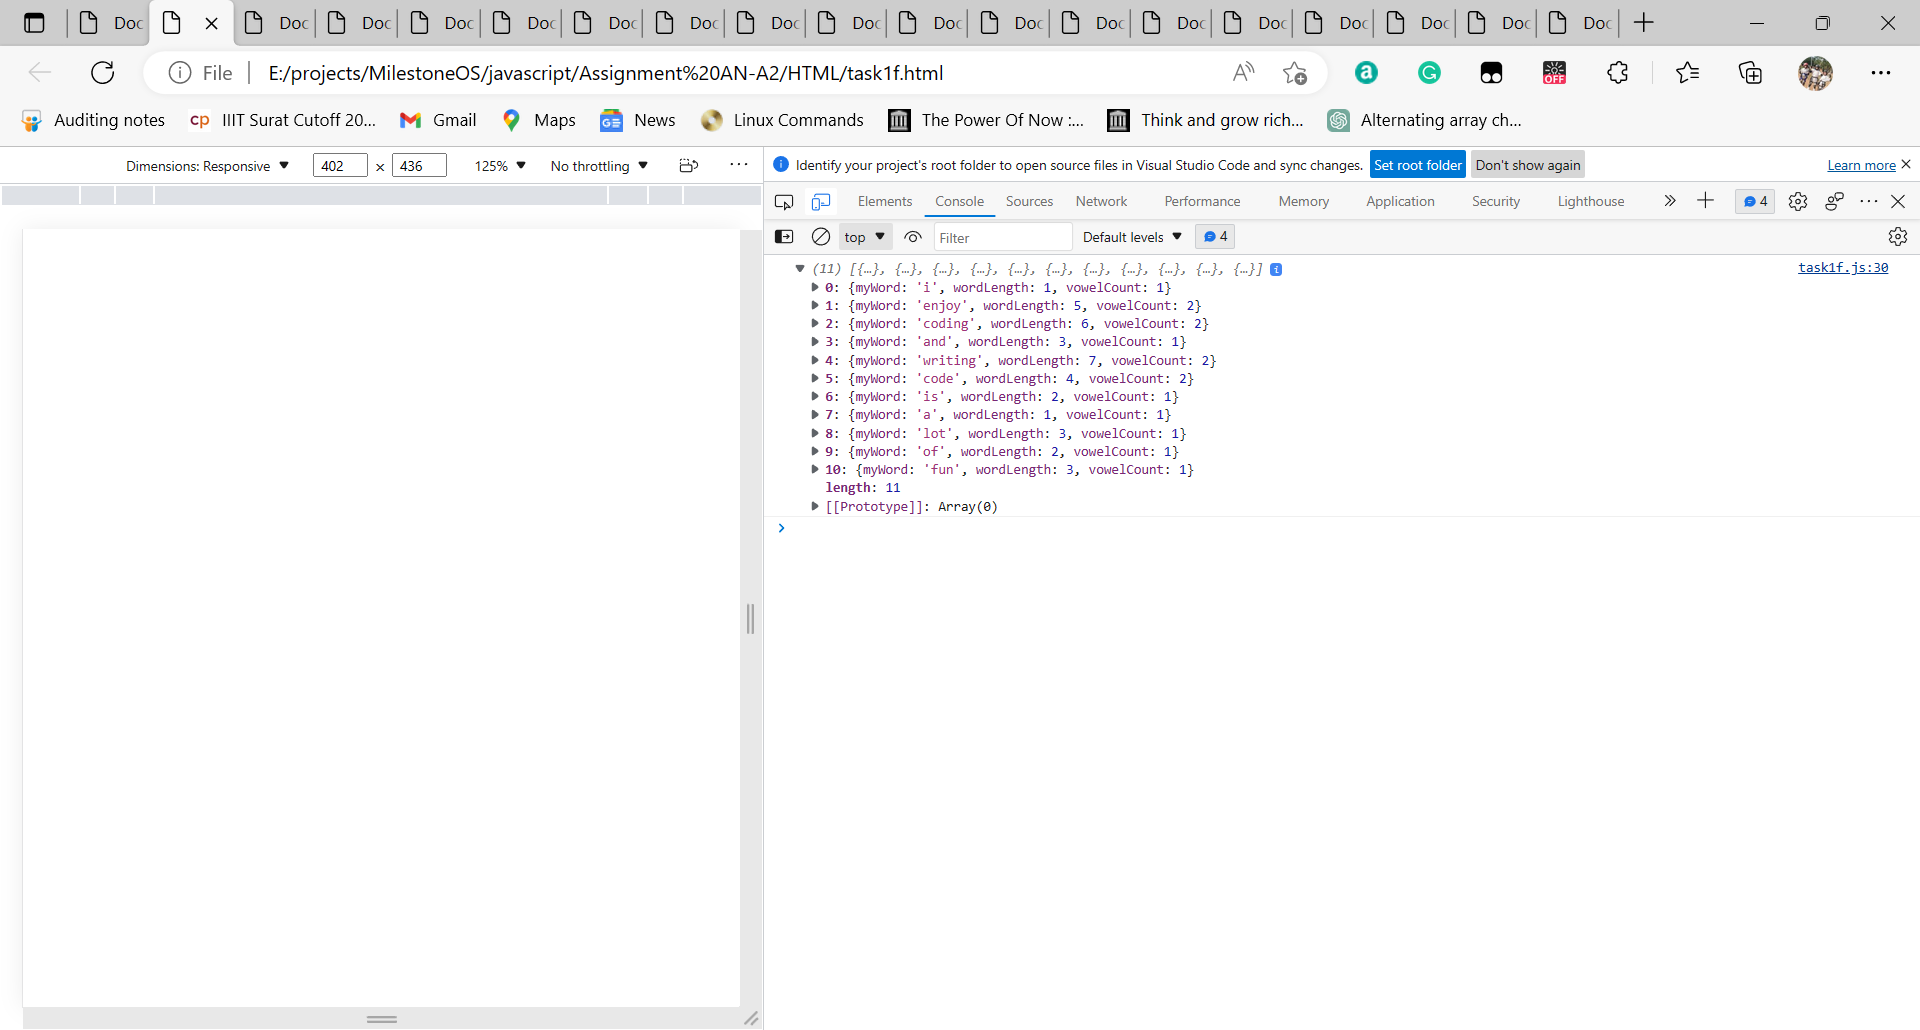 Doc Doc Doc Doc Doc Doc Doc Doc Doc Doc Doc Doc Doc Doc Doc Doc Doc Doc
File E:/projects/MilestoneOS/javascript/Assignment%20AN-A2/HTML/task1f.html
Auditing notes cp IIIT Surat Cutoff 20... Gmail Maps News Linux Commands The Power Of Now :... Think and grow rich... Alternating array ch...
Dimensions: Responsive 402 × 436 125% No throttling
Identify your project's root folder to open source files in Visual Studio Code and sync changes. Set root folder Don't show again Learn more
Elements Console Sources Network Performance Memory Application Security Lighthouse 4
top Filter Default levels 4
(11) [{…}, {…}, {…}, {…}, {…}, {…}, {…}, {…}, {…}, {…}, {…}] task1f.js:30
0: {myWord: 'i', wordLength: 1, vowelCount: 1}
1: {myWord: 'enjoy', wordLength: 5, vowelCount: 2}
2: {myWord: 'coding', wordLength: 6, vowelCount: 2}
3: {myWord: 'and', wordLength: 3, vowelCount: 1}
4: {myWord: 'writing', wordLength: 7, vowelCount: 2}
5: {myWord: 'code', wordLength: 4, vowelCount: 2}
6: {myWord: 'is', wordLength: 2, vowelCount: 1}
7: {myWord: 'a', wordLength: 1, vowelCount: 1}
8: {myWord: 'lot', wordLength: 3, vowelCount: 1}
9: {myWord: 'of', wordLength: 2, vowelCount: 1}
10: {myWord: 'fun', wordLength: 3, vowelCount: 1}
length: 11
[[Prototype]]: Array(0)